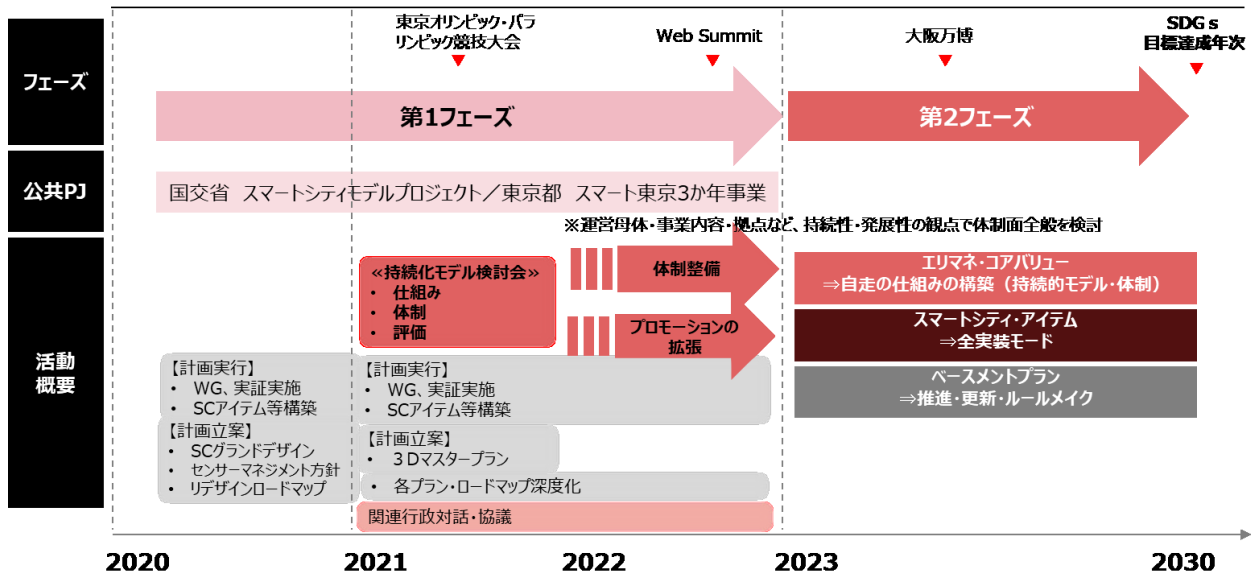 東京オリンピック・パラ
リンピック競技大会
Web Summit
大阪万博
SDGｓ
目標達成年次
フェーズ
第1フェーズ
第2フェーズ
公共PJ
国交省　スマートシティモデルプロジェクト／東京都　スマート東京3か年事業
※運営母体・事業内容・拠点など、持続性・発展性の観点で体制面全般を検討
活動
概要
≪持続化モデル検討会≫
• 仕組み
• 体制
• 評価
体制整備
プロモーションの
拡張
エリマネ・コアバリュー
⇒自走の仕組みの構築（持続的モデル・体制）
スマートシティ・アイテム
⇒全実装モード
ベースメントプラン
⇒推進・更新・ルールメイク
【計画実行】
• WG、実証実施
• SCアイテム等構築
【計画立案】
• SCグランドデザイン
• センサーマネジメント方針
• リデザインロードマップ
【計画実行】
• WG、実証実施
• SCアイテム等構築
【計画立案】
• ３Dマスタープラン
• 各プラン・ロードマップ深度化
関連行政対話・協議
2020
2021
2022
2023
2030